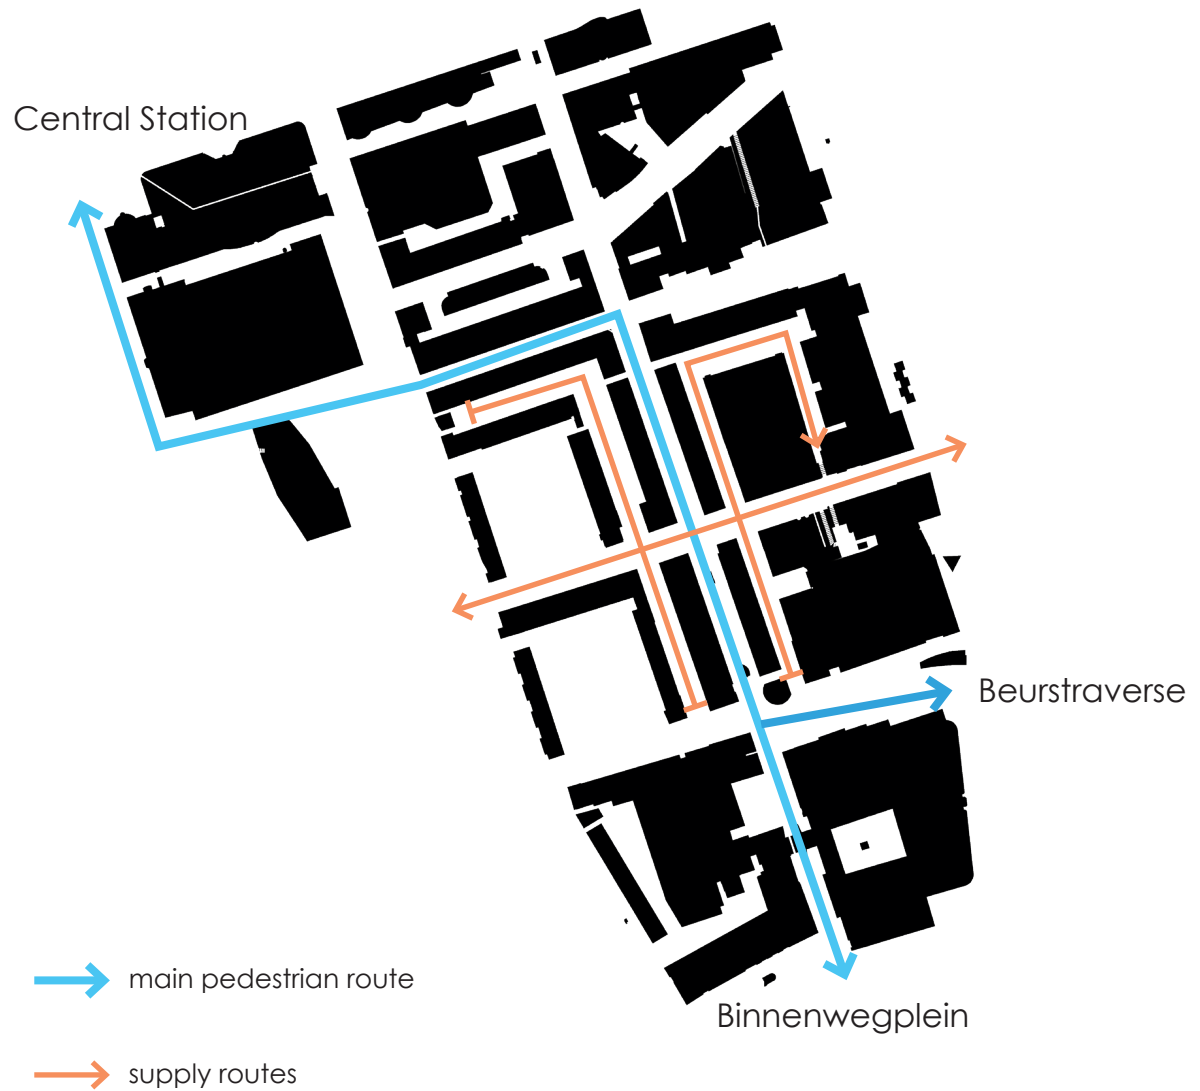 Central Station
Beurstraverse
Binnenwegplein
main pedestrian route
supply routes